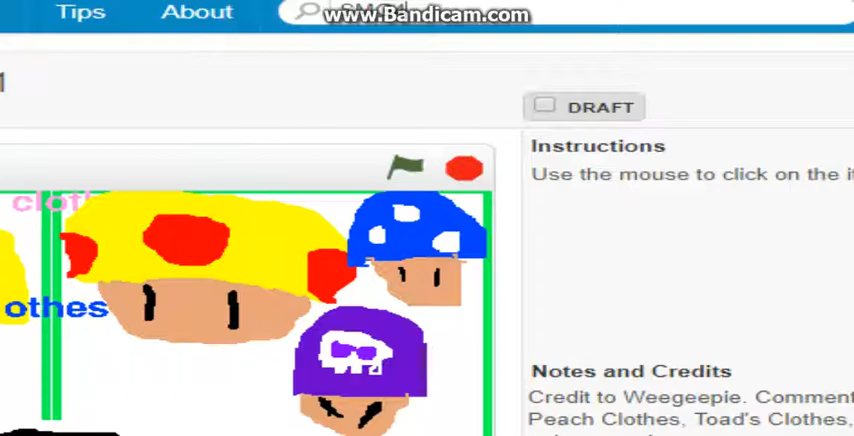 Tips About
www.Bandicam.com
DRAFT
Instructions
Use the mouse to click on the
clot
othes
Notes and Credits
Credit to Weegeepie. Comment
Peach Clothes, Toad's Clothes,